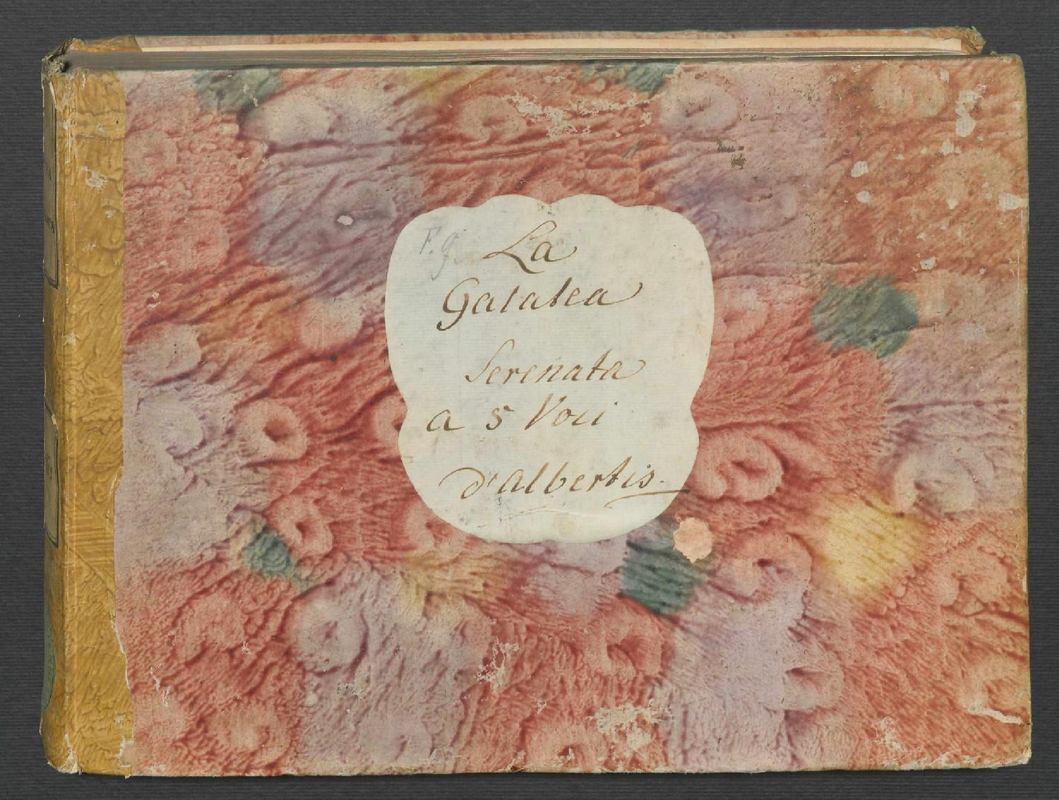 F. g.
La
Galatea
Serenata
a 5 Voci
d'Albertis.